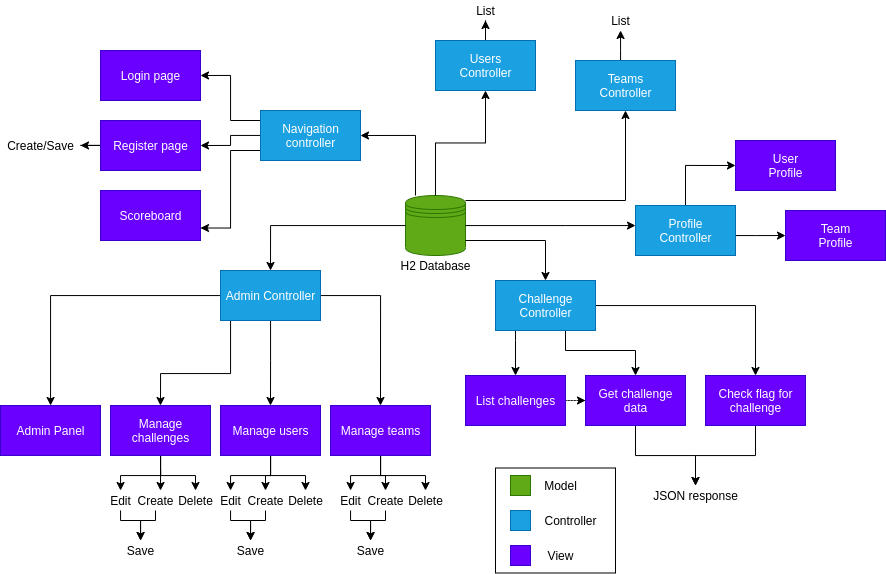 List
List
Users
Controller
Teams
Controller
Login page
Navigation
controller
Create/Save
Register page
User
Profile
Scoreboard
Profile
Controller
Team
Profile
H2 Database
Admin Controller
Challenge
Controller
List challenges
Get challenge
data
Check flag for
challenge
Admin Panel
Manage
challenges
Manage users
Manage teams
Edit Create Delete
Edit Create Delete
Edit Create Delete
Save
Save
Save
JSON response
Model
Controller
View